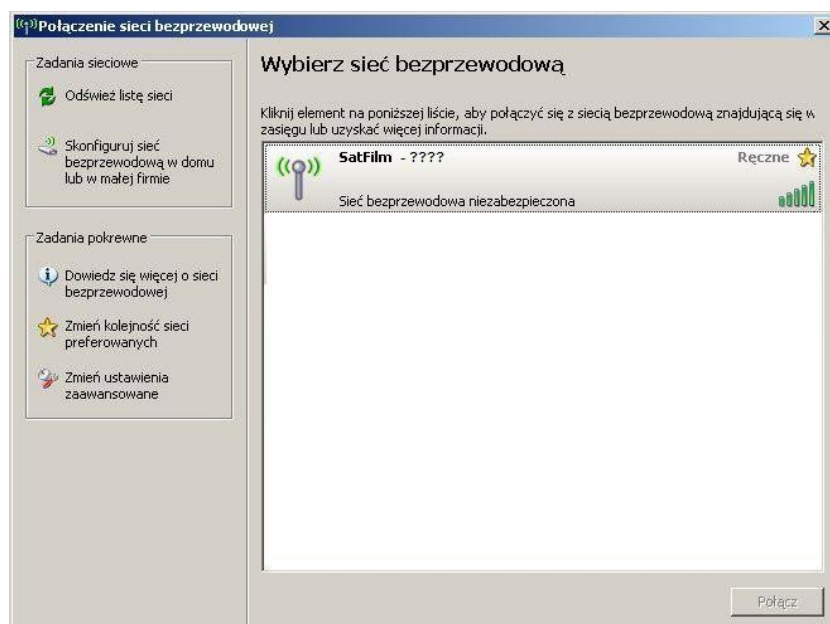 Połączenie sieci bezprzewodowej
Zadania sieciowe
Odśwież listę sieci
Skonfiguruj sieć
bezprzewodową w domu
lub w małej firmie
Zadania pokrewne
Dowiedz się więcej o sieci
bezprzewodowej
Zmień kolejność sieci
preferowanych
Zmień ustawienia
zaawansowane
Wybierz sieć bezprzewodową
Kliknij element na poniższej liście, aby połączyć się z siecią bezprzewodową znajdującą się w
zasięgu lub uzyskać więcej informacji.
SatFilm - ???? Ręczne
Sieć bezprzewodowa niezabezpieczona
Połącz